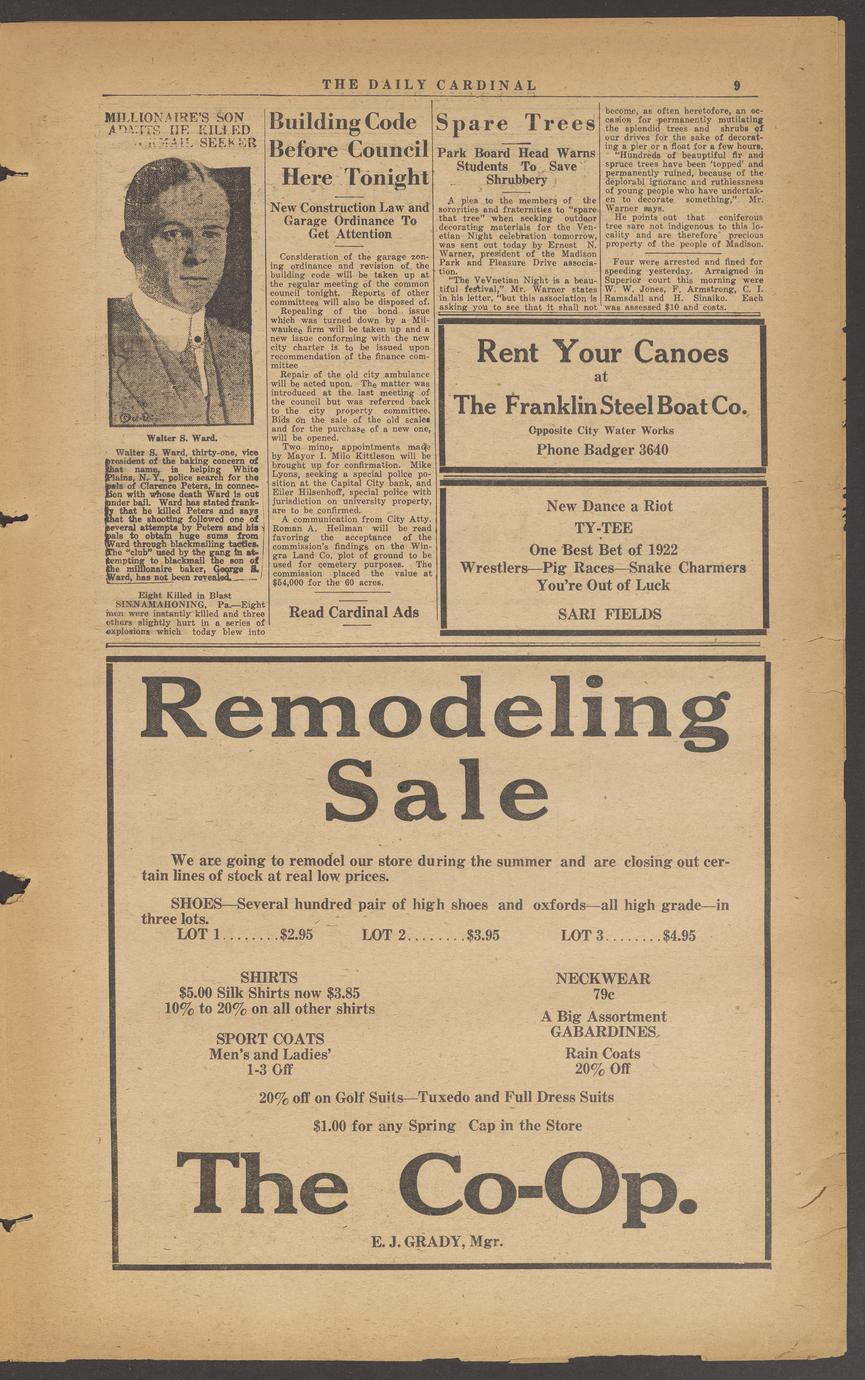 THE DAILY CARDINAL
9
MILLIONAIRE'S SON
ADMITS HE KILLED
SEEKER
Walter S. Ward.
Walter S. Ward, thirty-one, vice
president of the baking concern of
that name, is helping White
Plains, N. Y., police search for the
pals of Clarence Peters, in connec-
tion with whose death Ward is out
under bail. Ward has stated frank-
ly that he killed Peters and says
that the shooting followed one of
several attempts by Peters and his
pals to obtain huge sums from
Ward through blackmailing tactics.
The "club" used by the gang in at-
tempting to blackmail the son of
the millionaire baker, George S.
Ward, has not been revealed.
Eight Killed in Blast
SINNAMAHONING, Pa.—Eight
men were instantly killed and three
others slightly hurt in a series of
explosions which today blew into
Building Code
Before Council
Here Tonight
New Construction Law and
Garage Ordinance To
Get Attention
Consideration of the garage zon-
ing ordinance and revision of the
building code will be taken up at
the regular meeting of the common
council tonight. Reports of other
committees will also be disposed of.
Repealing of the bond issue
which was turned down by a Mil-
waukee firm will be taken up and a
new issue conforming with the new
city charter is to be issued upon
recommendation of the finance com-
mittee
Repair of the old city ambulance
will be acted upon. The matter was
introduced at the last meeting of
the council but was referred back
to the city property committee.
Bids on the sale of the old scales
and for the purchase of a new one,
will be opened.
Two minor appointments made
by Mayor I. Milo Kittleson will be
brought up for confirmation. Mike
Lyons, seeking a special police po-
sition at the Capital City bank, and
Eiler Hilsenhoff, special police with
jurisdiction on university property,
are to be confirmed.
A communication from City Atty.
Roman A. Heilman will be read
favoring the acceptance of the
commission's findings on the Win-
gra Land Co. plot of ground to be
used for cemetery purposes. The
commission placed the value at
$54,000 for the 60 acres.
Read Cardinal Ads
Spare Trees
Park Board Head Warns
Students To Save
Shrubbery
A plea to the members of the
sororities and fraternities to "spare
that tree" when seeking outdoor
decorating materials for the Ven-
etian Night celebration tomorrow,
was sent out today by Ernest N.
Warner, president of the Madison
Park and Pleasure Drive associa-
tion.
"The VeVnetian Night is a beau-
tiful festival," Mr. Warner states
in his letter, "but this association is
asking you to see that it shall not
become, as often heretofore, an oc-
casion for permanently mutilating
the splendid trees and shrubs of
our drives for the sake of decorat-
ing a pier or a float for a few hours.
"Hundreds of beautiful fir and
spruce trees have been 'topped' and
permanently ruined, because of the
deplorabl ignoranc and ruthlessness
of young people who have undertak-
en to decorate something," Mr.
Warner says.
He points out that coniferous
tree sare not indigenous to this lo-
cality and are therefore precious
property of the people of Madison.
Four were arrested and fined for
speeding yesterday. Arraigned in
Superior court this morning were
W. W. Jones, F. Armstrong, C. I.
Ramsdall and H. Sinaiko. Each
was assessed $10 and costs.
Rent Your Canoes
at
The Franklin Steel Boat Co.
Opposite City Water Works
Phone Badger 3640
New Dance a Riot
TY-TEE
One Best Bet of 1922
Wrestlers—Pig Races—Snake Charmers
You're Out of Luck
SARI FIELDS
Remodeling
Sale
We are going to remodel our store during the summer and are closing out cer-
tain lines of stock at real low prices.
SHOES—Several hundred pair of high shoes and oxfords—all high grade—in
three lots.
LOT 1........$2.95 LOT 2........$3.95 LOT 3........$4.95
SHIRTS
$5.00 Silk Shirts now $3.85
10% to 20% on all other shirts
SPORT COATS
Men's and Ladies'
1-3 Off
NECKWEAR
79c
A Big Assortment
GABARDINES
Rain Coats
20% Off
20% off on Golf Suits—Tuxedo and Full Dress Suits
$1.00 for any Spring Cap in the Store
The Co-Op.
E. J. GRADY, Mgr.